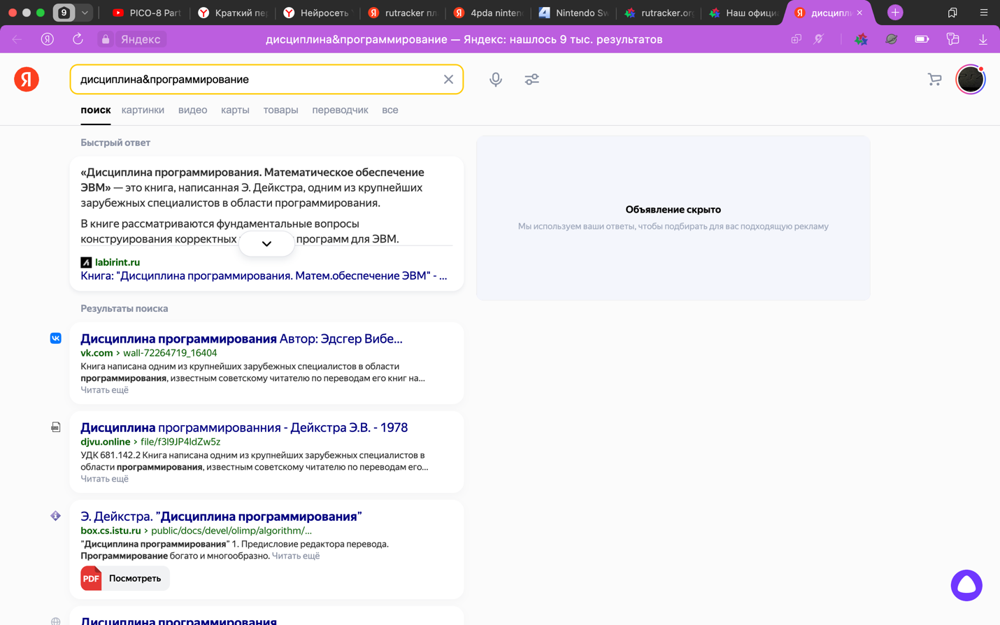 9
PICO-8 Part
Краткий пе
Нейросеть
rutracker пл
4pda ninten
Nintendo Sw
rutracker.org
Наш официа
дисципли
Яндекс
дисциплина&программирование — Яндекс: нашлось 9 тыс. результатов
Я
дисциплина&программирование
поиск картинки видео карты товары переводчик все
Быстрый ответ
«Дисциплина программирования. Математическое обеспечение
ЭВМ» — это книга, написанная Э. Дейкстра, одним из крупнейших
зарубежных специалистов в области программирования.
В книге рассматриваются фундаментальные вопросы
конструирования корректных программ для ЭВМ.
labirint.ru
Книга: "Дисциплина программирования. Матем.обеспечение ЭВМ" - ...
Объявление скрыто
Мы используем ваши ответы, чтобы подбирать для вас подходящую рекламу
Результаты поиска
Дисциплина программирования Автор: Эдсгер Вибе...
vk.com › wall-72264719_16404
Книга написана одним из крупнейших зарубежных специалистов в области
программирования, известным советскому читателю по переводам его книг на...
Читать ещё
Дисциплина программированния - Дейкстра Э.В. - 1978
djvu.online › file/f3l9JP4IdZw5z
УДК 681.142.2 Книга написана одним из крупнейших зарубежных специалистов в
области программирования, известным советскому читателю по переводам его...
Читать ещё
Э. Дейкстра. "Дисциплина программирования"
box.cs.istu.ru › public/docs/devel/olimp/algorithm/...
"Дисциплина программирования" 1. Предисловие редактора перевода.
Программирование богато и многообразно. Читать ещё
PDF Посмотреть
Дисциплина программирования